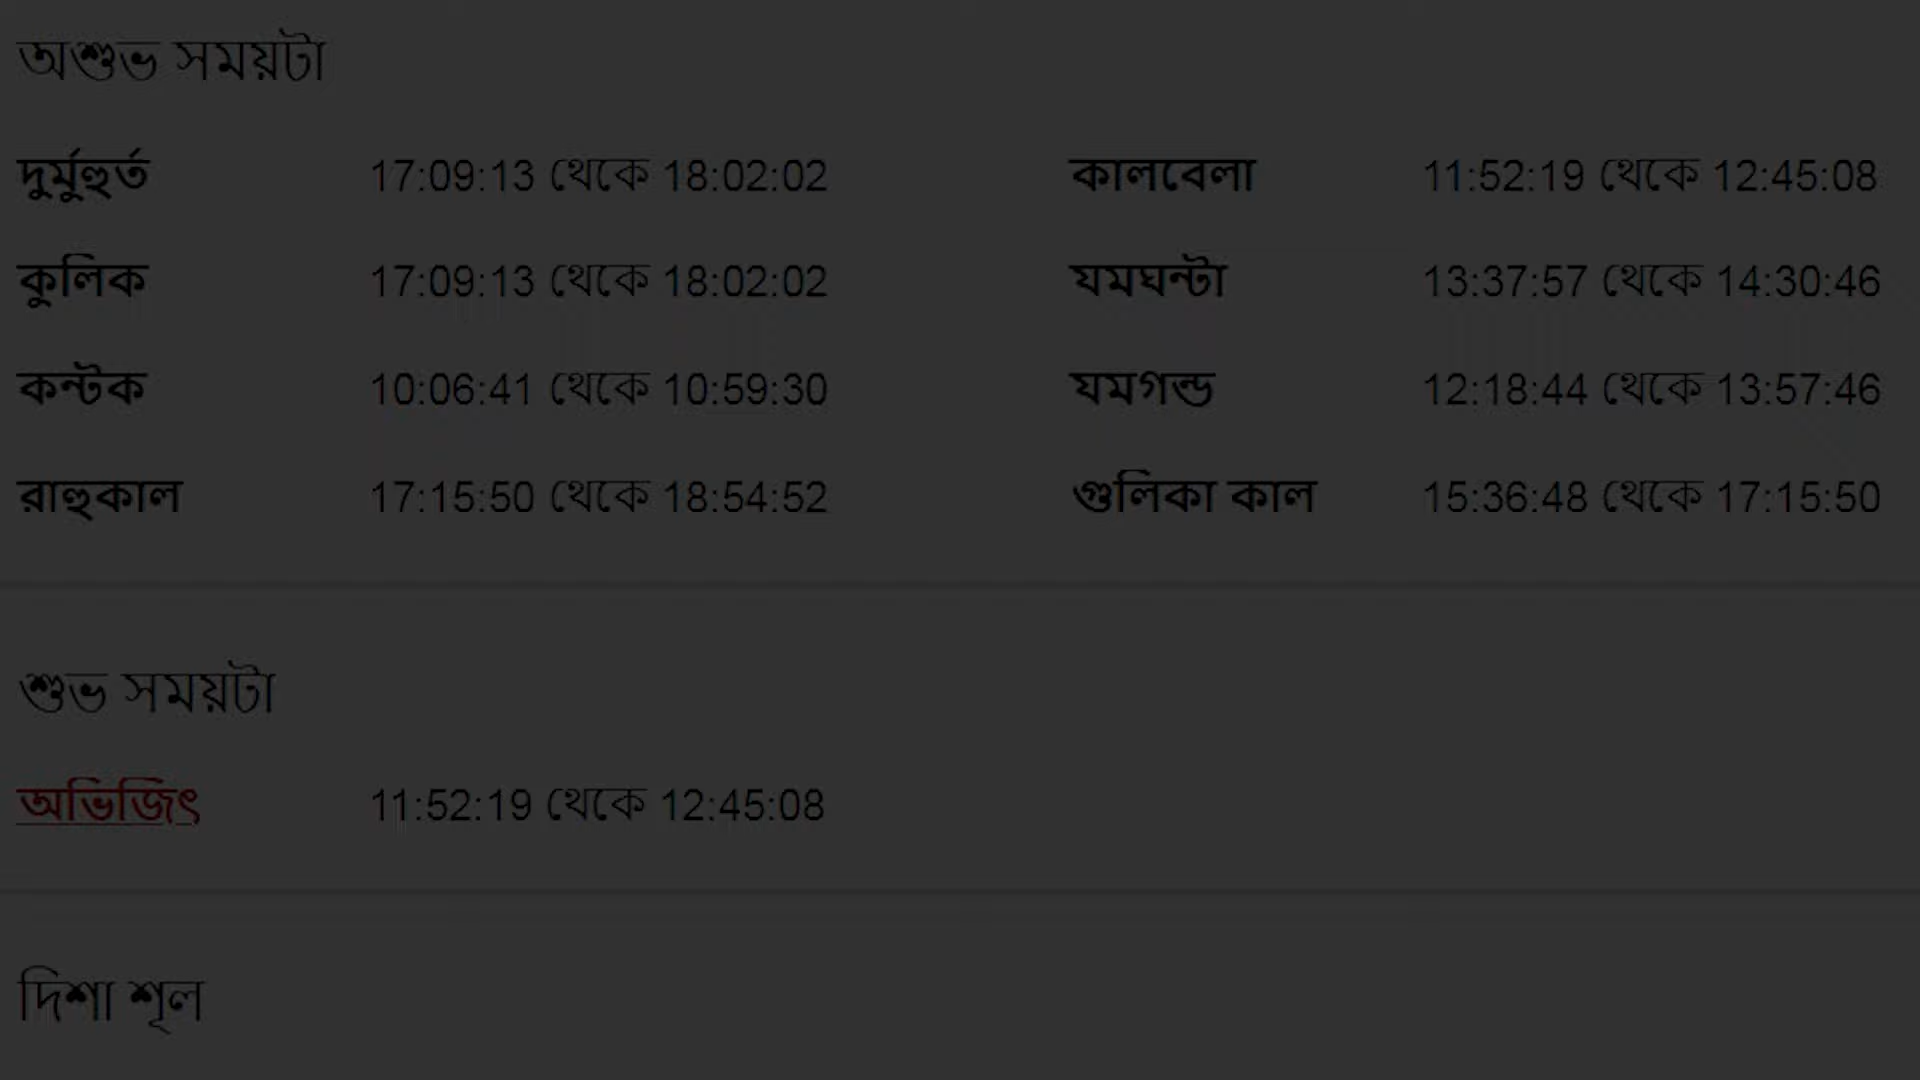 অশুভ সময়টা
দুর্মুহুর্ত 17:09:13 থেকে 18:02:02 কালবেলা 11:52:19 থেকে 12:45:08
কুলিক 17:09:13 থেকে 18:02:02 যমঘন্টা 13:37:57 থেকে 14:30:46
কন্টক 10:06:41 থেকে 10:59:30 যমগন্ড 12:18:44 থেকে 13:57:46
রাহুকাল 17:15:50 থেকে 18:54:52 গুলিকা কাল 15:36:48 থেকে 17:15:50
শুভ সময়টা
অভিজিৎ 11:52:19 থেকে 12:45:08
দিশা শূল